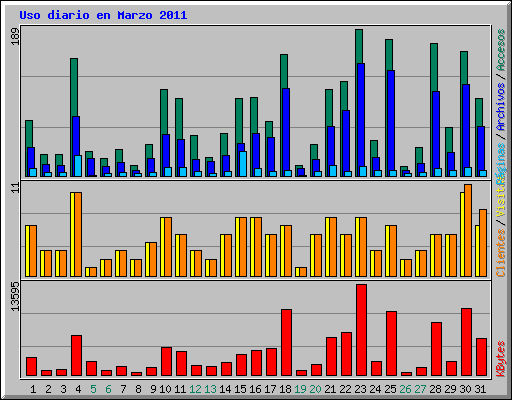 Uso diario en Marzo 2011
189
11
13595
Accesos
/ Archivos
/ Páginas
Clientes / Visitas
KBytes
1 2 3 4 5 6 7 8 9 10 11 12 13 14 15 16 17 18 19 20 21 22 23 24 25 26 27 28 29 30 31